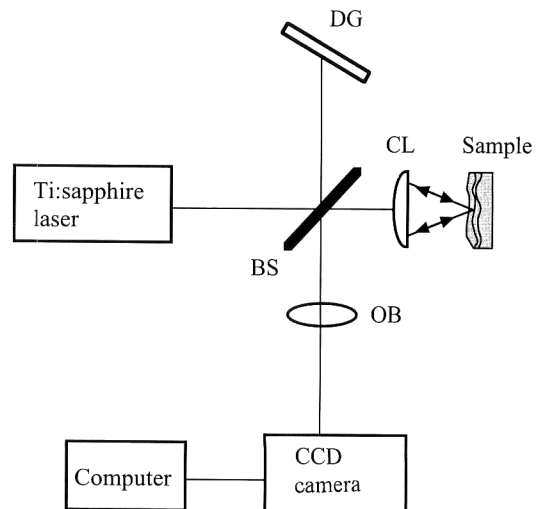 DG
CL
Sample
Ti:sapphire
laser
BS
OB
CCD
camera
Computer